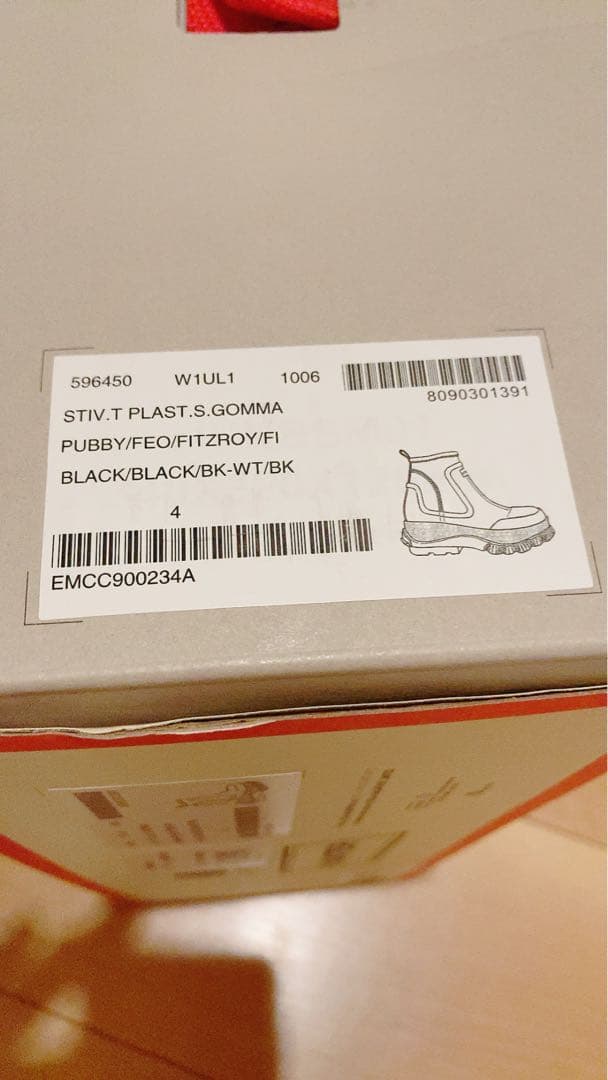 596450 W1UL1 1006
8090301391
STIV.T PLAST.S.GOMMA
PUBBY/FEO/FITZROY/FI
BLACK/BLACK/BK-WT/BK
4
EMCC900234A